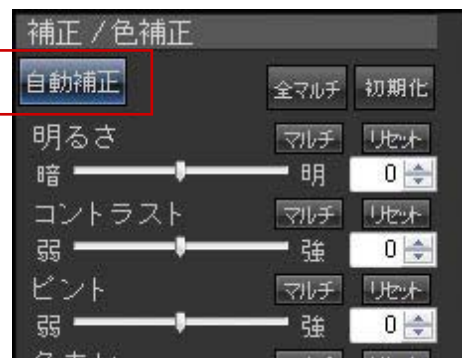 補正/色補正
自動補正 全マルチ 初期化
明るさ マルチ リセット
暗 明 0
コントラスト マルチ リセット
弱 強 0
ピント マルチ リセット
弱 強 0